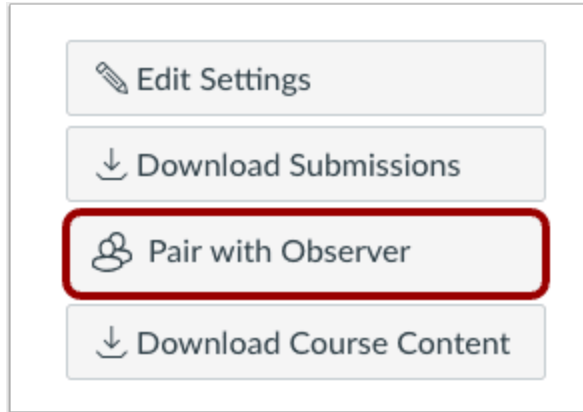 Edit Settings
Download Submissions
Pair with Observer
Download Course Content